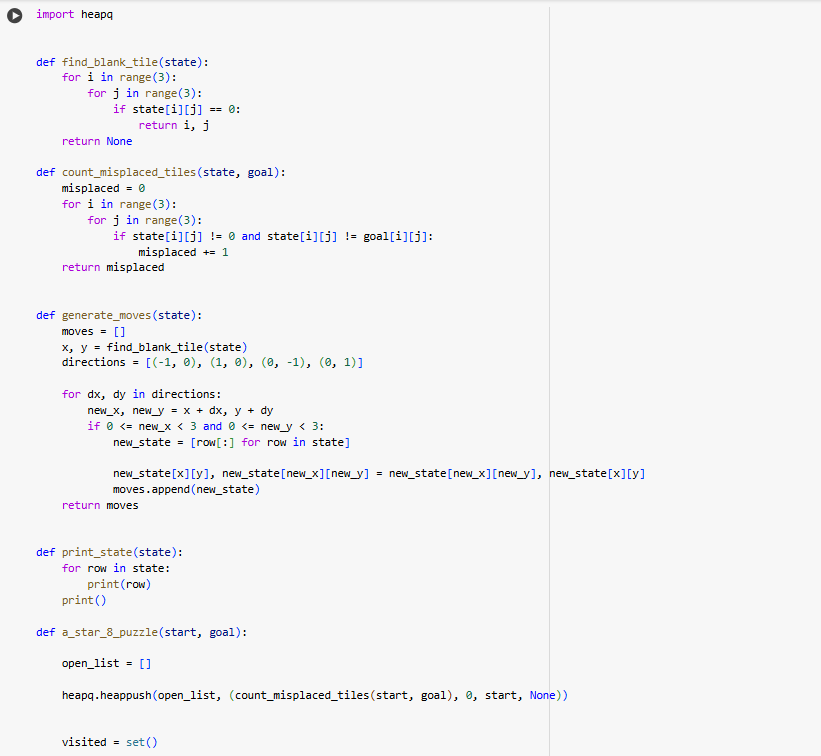 import heapq
def find_blank_tile(state):
    for i in range(3):
        for j in range(3):
            if state[i][j] == 0:
                return i, j
    return None
def count_misplaced_tiles(state, goal):
    misplaced = 0
    for i in range(3):
        for j in range(3):
            if state[i][j] != 0 and state[i][j] != goal[i][j]:
                misplaced += 1
    return misplaced
def generate_moves(state):
    moves = []
    x, y = find_blank_tile(state)
    directions = [(-1, 0), (1, 0), (0, -1), (0, 1)]
    for dx, dy in directions:
        new_x, new_y = x + dx, y + dy
        if 0 <= new_x < 3 and 0 <= new_y < 3:
            new_state = [row[:] for row in state]
            new_state[x][y], new_state[new_x][new_y] = new_state[new_x][new_y], new_state[x][y]
            moves.append(new_state)
    return moves
def print_state(state):
    for row in state:
        print(row)
    print()
def a_star_8_puzzle(start, goal):
    open_list = []
    heapq.heappush(open_list, (count_misplaced_tiles(start, goal), 0, start, None))
    visited = set()